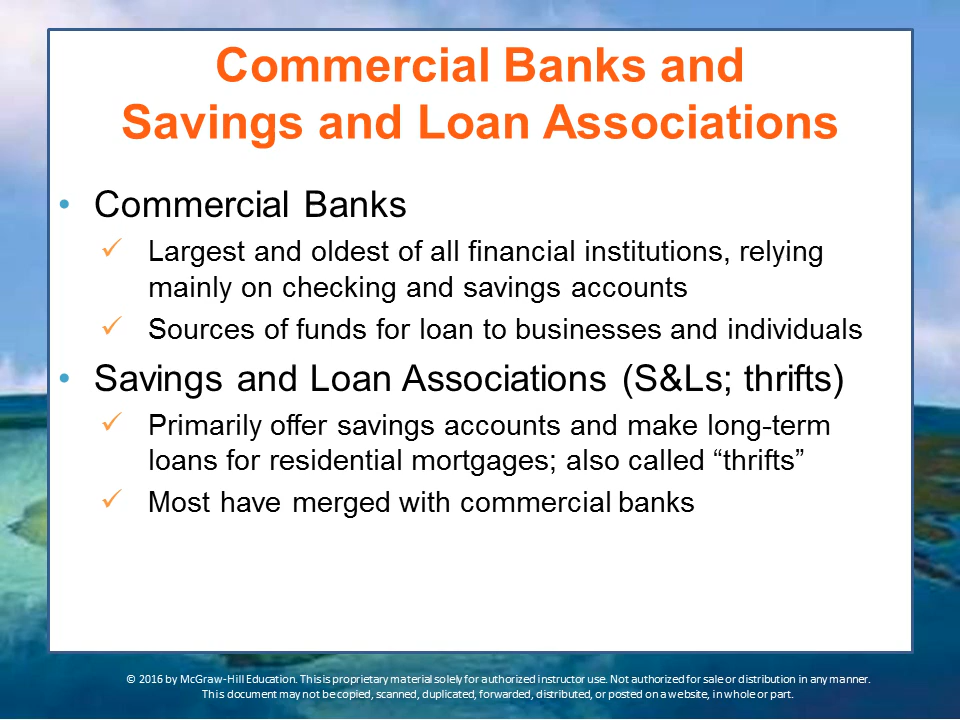 Commercial Banks and
Savings and Loan Associations
• Commercial Banks
✓ Largest and oldest of all financial institutions, relying
mainly on checking and savings accounts
✓ Sources of funds for loan to businesses and individuals
• Savings and Loan Associations (S&Ls; thrifts)
✓ Primarily offer savings accounts and make long-term
loans for residential mortgages; also called “thrifts”
✓ Most have merged with commercial banks
© 2016 by McGraw-Hill Education. This is proprietary material solely for authorized instructor use. Not authorized for sale or distribution in any manner.
This document may not be copied, scanned, duplicated, forwarded, distributed, or posted on a website, in whole or part.